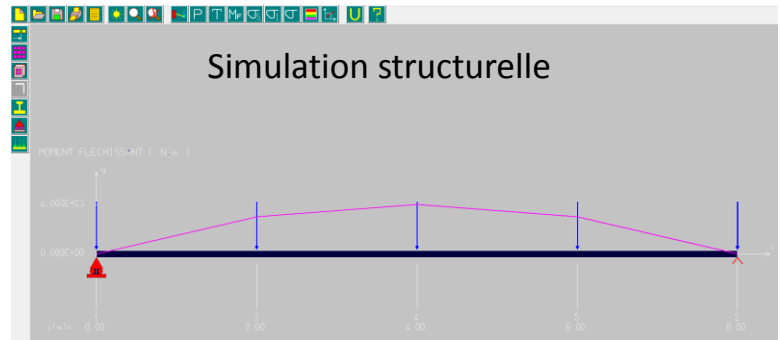 P T Mf σ U ?
Simulation structurelle
MOMENT FLECHISSANT ( N.m )
y
4.000E+03
0.000E+00
1 3 4 5 2
x(m) 0.00 2.00 4.00 6.00 8.00